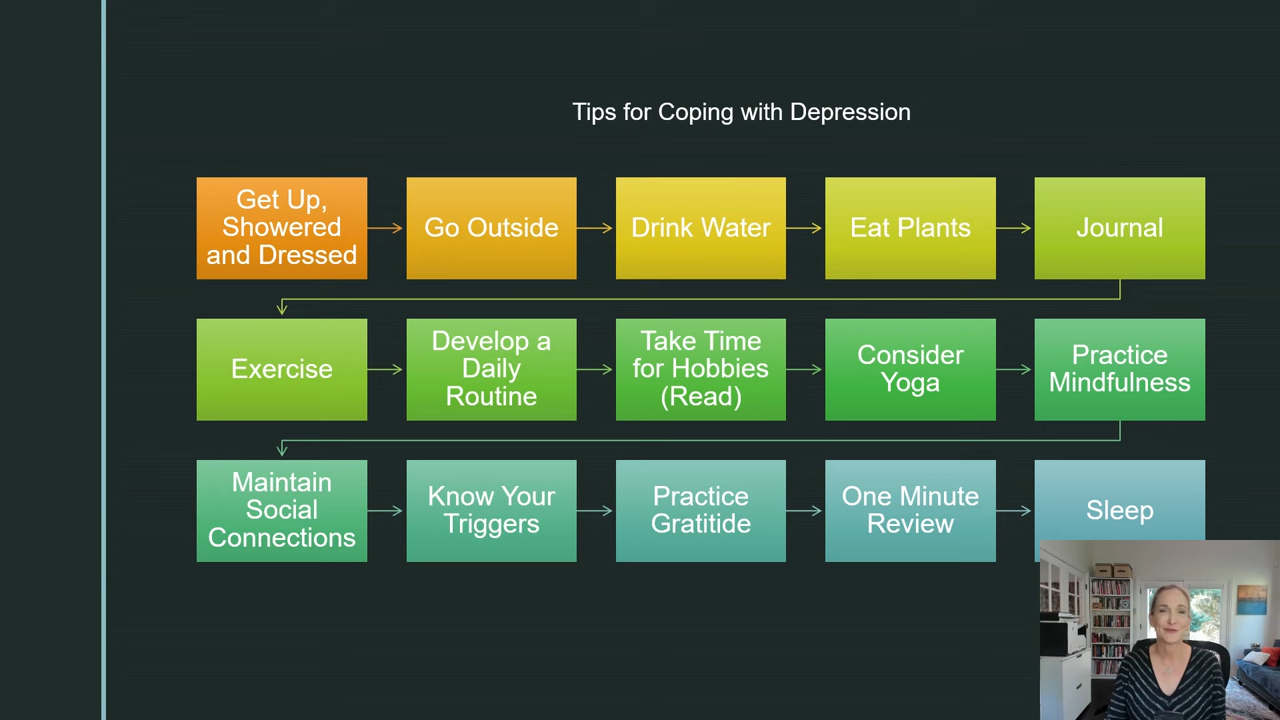 Tips for Coping with Depression
Get Up,
Showered
and Dressed
Go Outside
Drink Water
Eat Plants
Journal
Exercise
Develop a
Daily
Routine
Take Time
for Hobbies
(Read)
Consider
Yoga
Practice
Mindfulness
Maintain
Social
Connections
Know Your
Triggers
Practice
Gratitide
One Minute
Review
Sleep